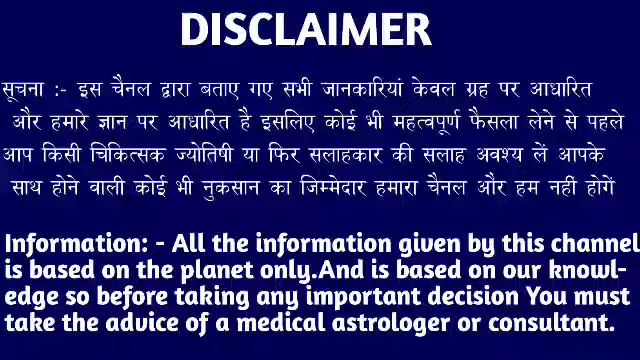 DISCLAIMER
सूचना :- इस चैनल द्वारा बताए गए सभी जानकारियां केवल ग्रह पर आधारित
और हमारे ज्ञान पर आधारित है इसलिए कोई भी महत्वपूर्ण फैसला लेने से पहले
आप किसी चिकित्सक ज्योतिषी या फिर सलाहकार की सलाह अवश्य लें आपके
साथ होने वाली कोई भी नुकसान का जिम्मेदार हमारा चैनल और हम नहीं होगें
Information: - All the information given by this channel
is based on the planet only.And is based on our knowl-
edge so before taking any important decision You must
take the advice of a medical astrologer or consultant.